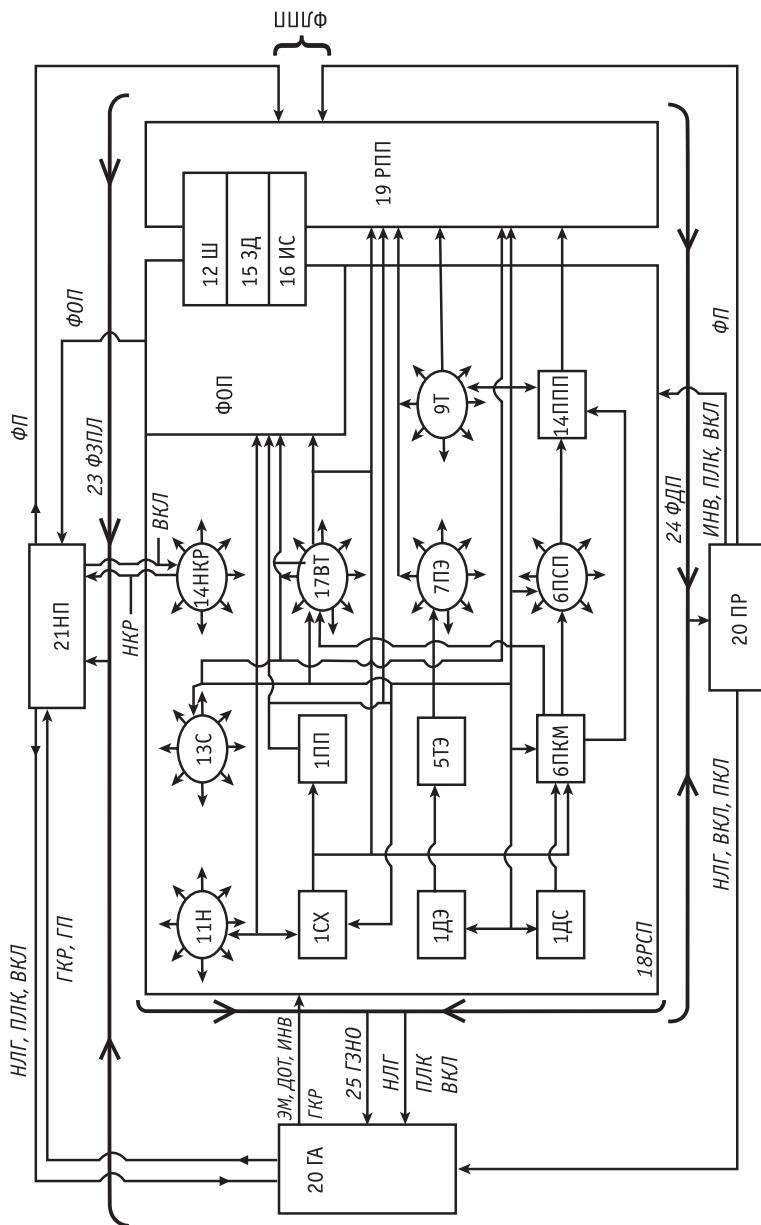 НЛГ, ПЛК, ВКЛ
ГКР, ГП
21НП
ФП
ФОП
23 ФЗПЛ
НКР
ВКЛ
11Н
13С
14НКР
12 Ш
15 ЗД
16 ИС
ФОП
ФЛПП
ЭМ, ДОТ, ИНВ
ГКР
20 ГА
25 ГЗНО
НЛГ
ПЛК
ВКЛ
1СХ
1ПП
17ВТ
19 РПП
1ДЭ
5ТЭ
7ПЭ
9Т
1ДС
6ПКМ
6ПСП
14ППП
18РСП
24 ФДП
ИНВ, ПЛК, ВКЛ
НЛГ, ВКЛ, ПКЛ
20 ПР
ФП